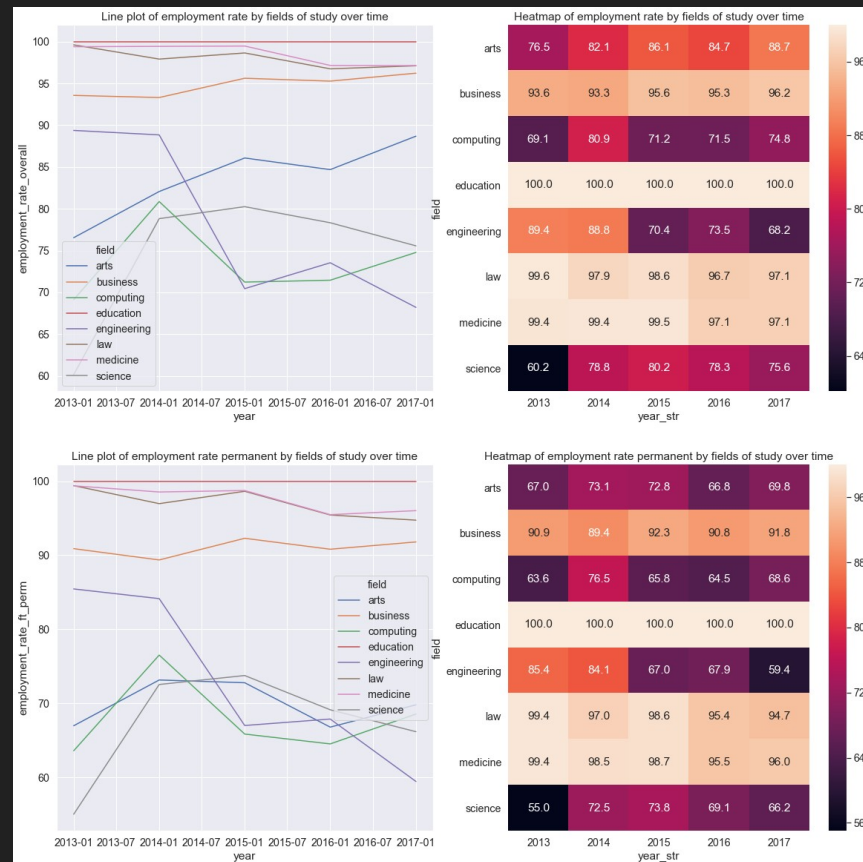 Line plot of employment rate by fields of study over time
employment_rate_overall
100
95
90
85
80
75
70
65
60
field
arts
business
computing
education
engineering
law
medicine
science
2013-01 2013-07 2014-01 2014-07 2015-01 2015-07 2016-01 2016-07 2017-01
year
Heatmap of employment rate by fields of study over time
field
arts 76.5 82.1 86.1 84.7 88.7
business 93.6 93.3 95.6 95.3 96.2
computing 69.1 80.9 71.2 71.5 74.8
education 100.0 100.0 100.0 100.0 100.0
engineering 89.4 88.8 70.4 73.5 68.2
law 99.6 97.9 98.6 96.7 97.1
medicine 99.4 99.4 99.5 97.1 97.1
science 60.2 78.8 80.2 78.3 75.6
2013 2014 2015 2016 2017
year_str
96
88
80
72
64
Line plot of employment rate permanent by fields of study over time
employment_rate_ft_perm
100
90
80
70
60
field
arts
business
computing
education
engineering
law
medicine
science
2013-01 2013-07 2014-01 2014-07 2015-01 2015-07 2016-01 2016-07 2017-01
year
Heatmap of employment rate permanent by fields of study over time
field
arts 67.0 73.1 72.8 66.8 69.8
business 90.9 89.4 92.3 90.8 91.8
computing 63.6 76.5 65.8 64.5 68.6
education 100.0 100.0 100.0 100.0 100.0
engineering 85.4 84.1 67.0 67.9 59.4
law 99.4 97.0 98.6 95.4 94.7
medicine 99.4 98.5 98.7 95.5 96.0
science 55.0 72.5 73.8 69.1 66.2
2013 2014 2015 2016 2017
year_str
96
88
80
72
64
56